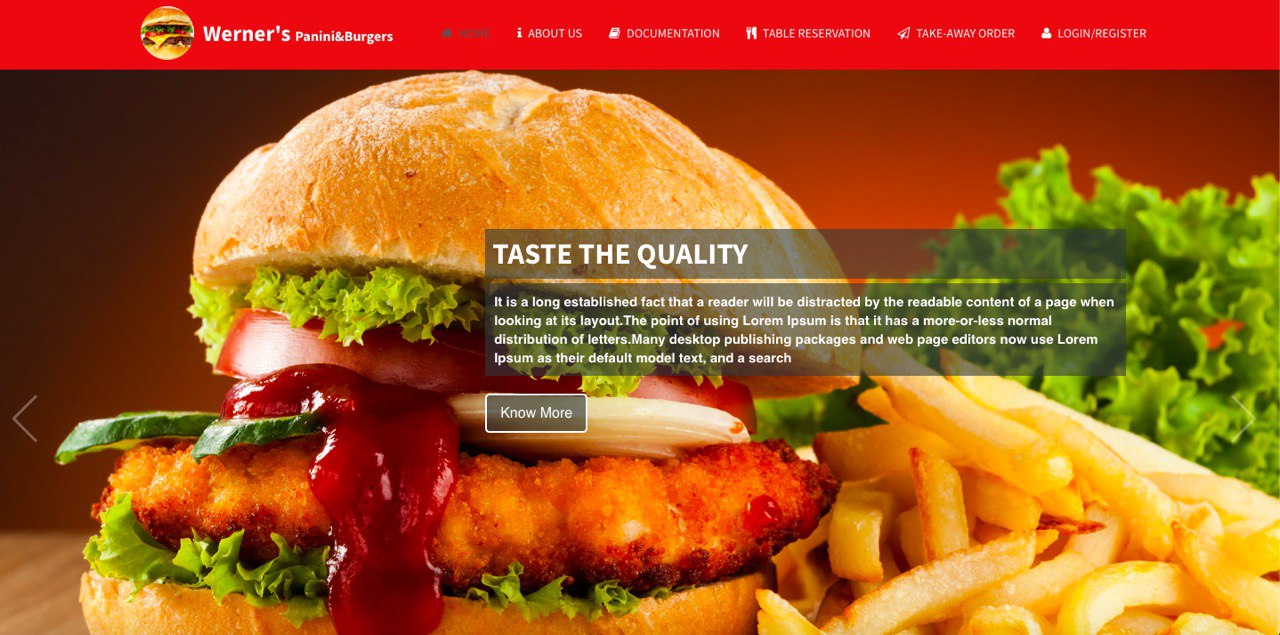 Werner's Panini&Burgers
HOME
ABOUT US
DOCUMENTATION
TABLE RESERVATION
TAKE-AWAY ORDER
LOGIN/REGISTER
TASTE THE QUALITY
It is a long established fact that a reader will be distracted by the readable content of a page when
looking at its layout.The point of using Lorem Ipsum is that it has a more-or-less normal
distribution of letters.Many desktop publishing packages and web page editors now use Lorem
Ipsum as their default model text, and a search
Know More